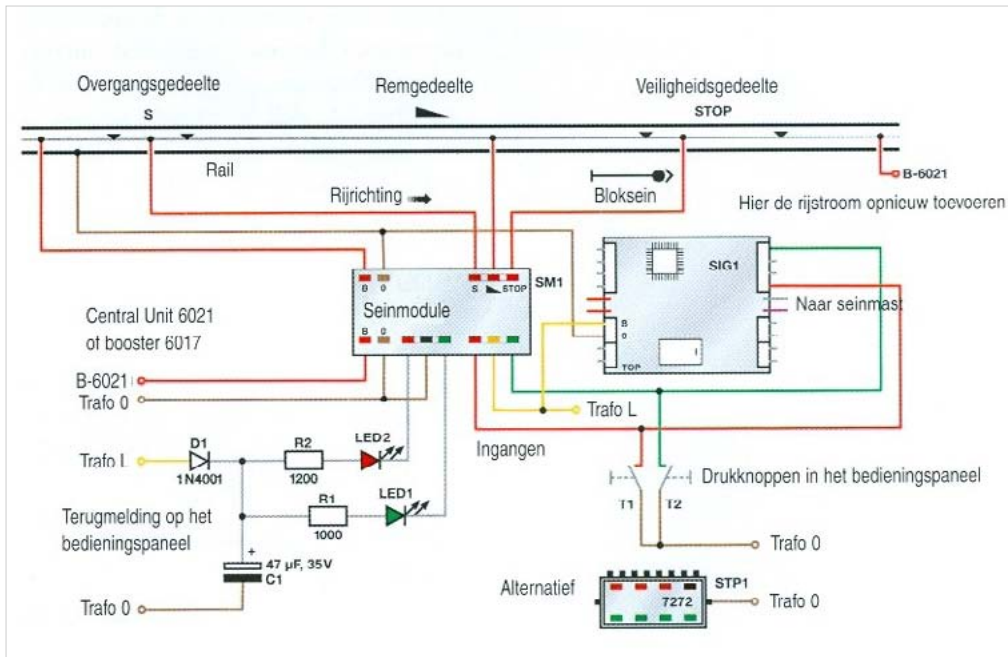 Overgangsgedeelte
S
Remgedeelte
Veiligheidsgedeelte
STOP
Rail
Rijrichting
Bloksein
B-6021
Hier de rijstroom opnieuw toevoeren
B 0
S STOP
SM1
Seinmodule
B 0
SIG1
Naar seinmast
B
0
TOP
Central Unit 6021
of booster 6017
B-6021
Trafo 0
Trafo L
Ingangen
Trafo L
D1
1N4001
R2
1200
LED2
R1
1000
LED1
Drukknoppen in het bedieningspaneel
T1 T2
Terugmelding op het
bedieningspaneel
+
47 µF, 35V
C1
Trafo 0
Trafo 0
Alternatief
STP1
7272
Trafo 0